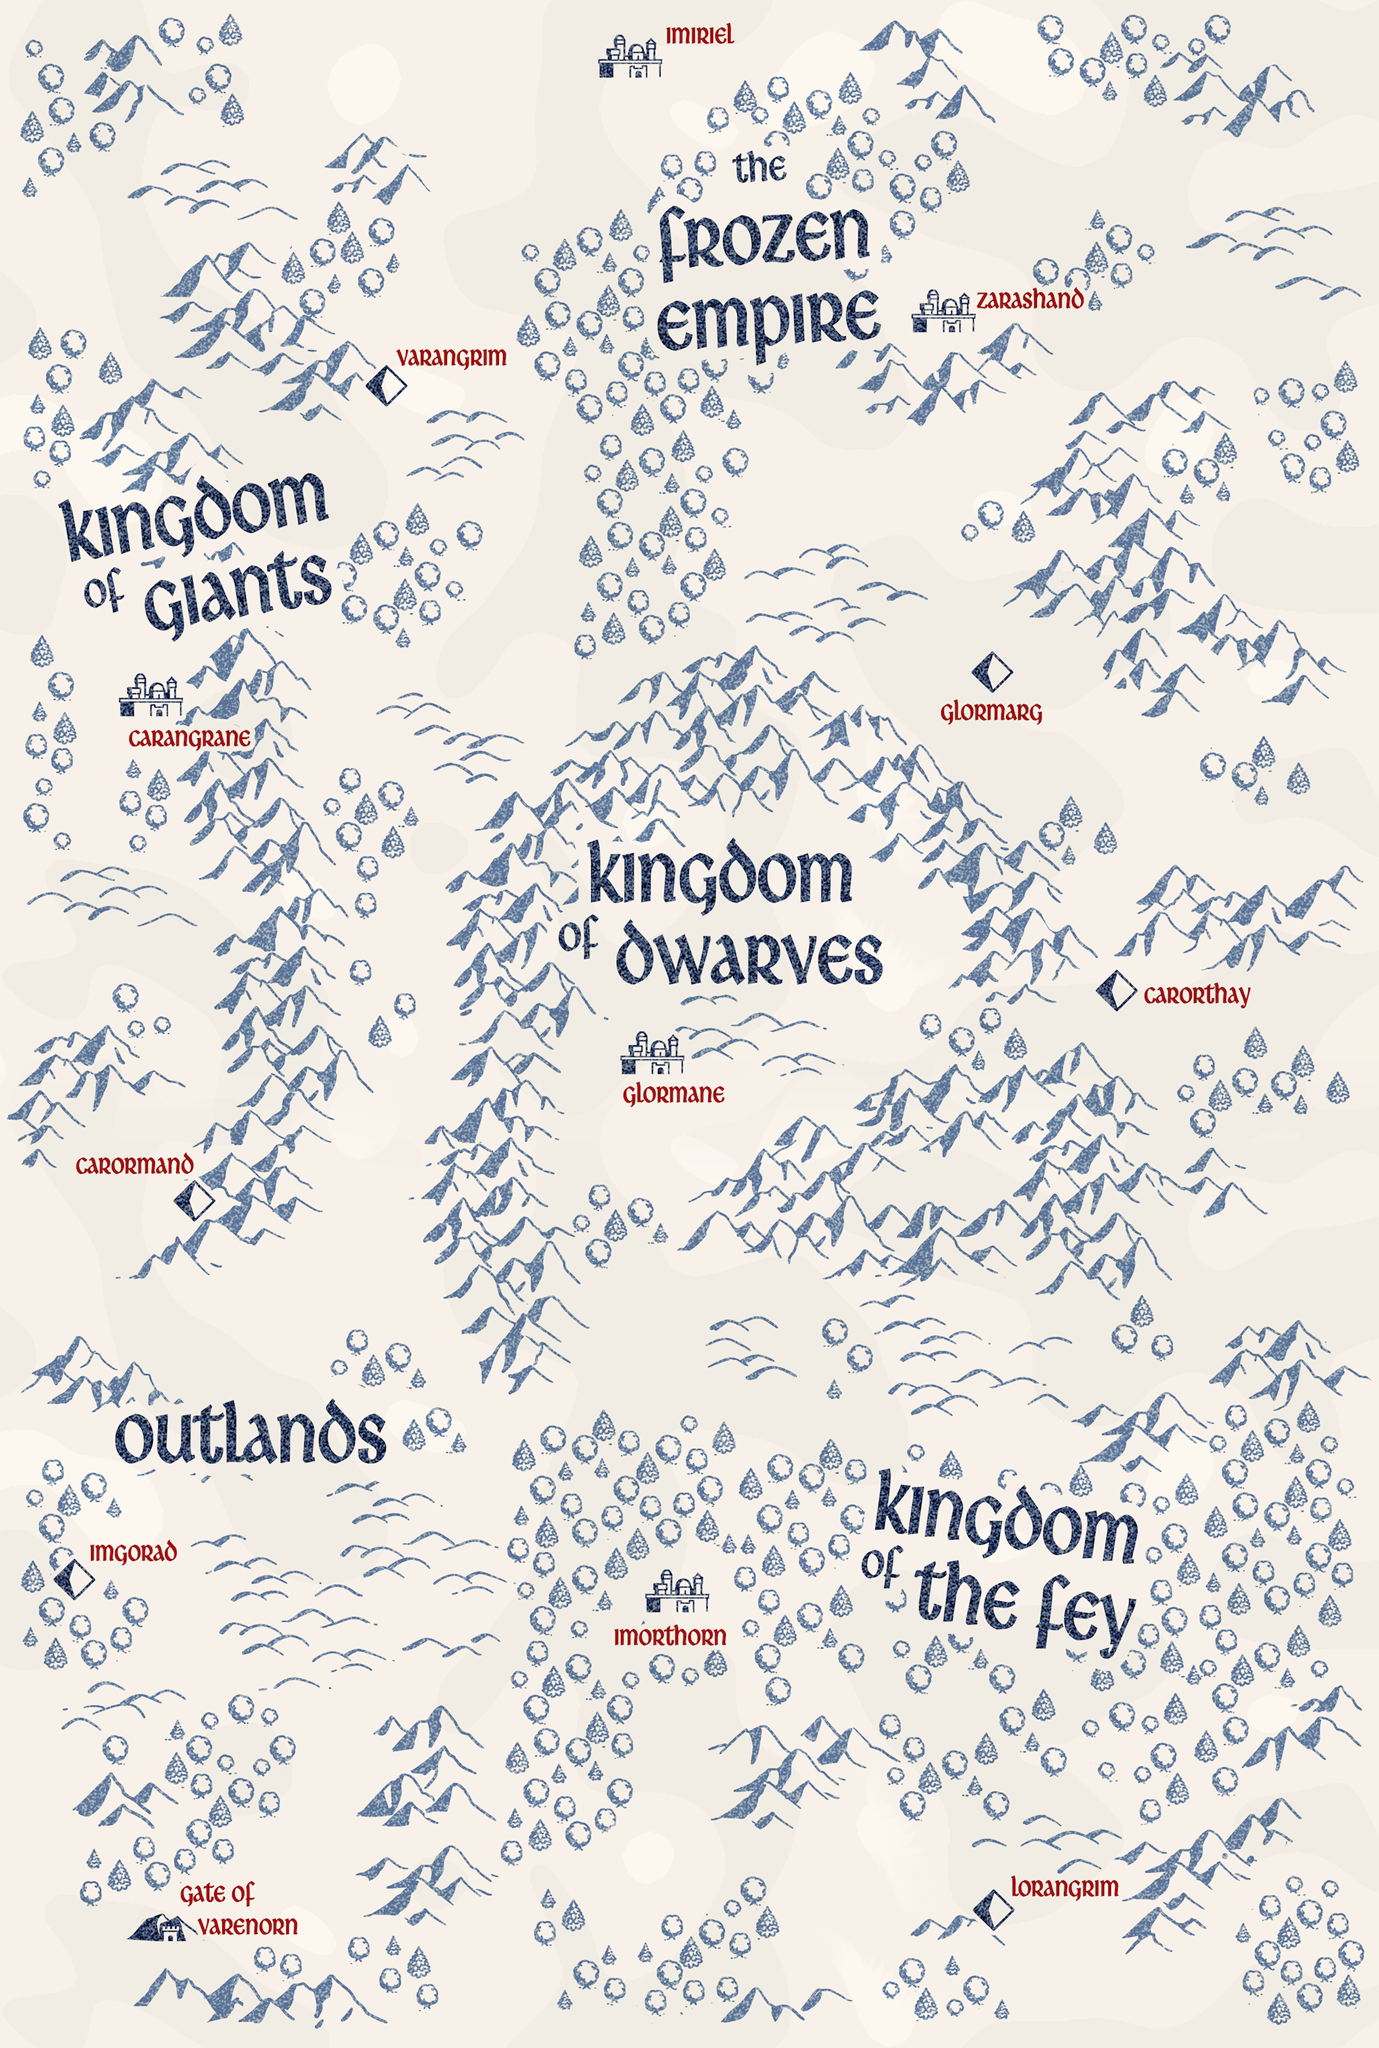 Imiriel
the
Frozen
Empire
Zarashand
Varangrim
Kingdom
of Giants
Glormarg
Carangrane
Kingdom
of Dwarves
Carorthay
Glormane
Carormand
Outlands
Kingdom
of the Fey
Imgorad
Imorthorn
Gate of
Varenorn
Lorangrim